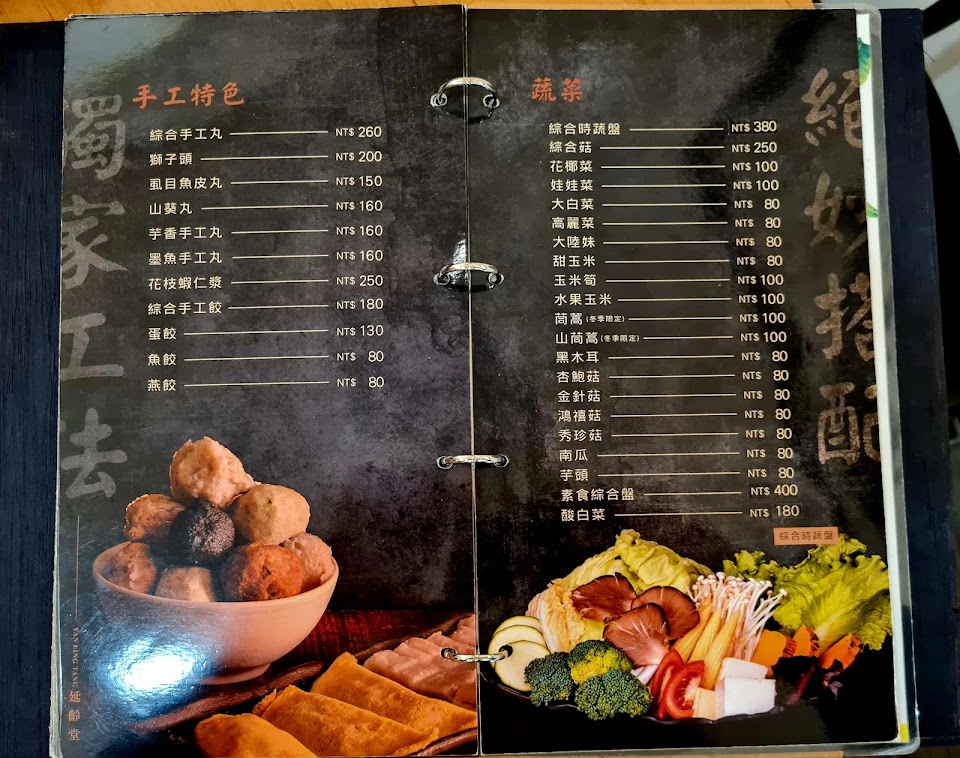 獨家工法
手工特色
綜合手工丸 NT$ 260
獅子頭 NT$ 200
虱目魚皮丸 NT$ 150
山葵丸 NT$ 160
芋香手工丸 NT$ 160
墨魚手工丸 NT$ 160
花枝蝦仁漿 NT$ 250
綜合手工餃 NT$ 180
蛋餃 NT$ 130
魚餃 NT$ 80
燕餃 NT$ 80
YAN RING TANG 延齡堂
絕妙搭配
蔬菜
綜合時蔬盤 NT$ 380
綜合菇 NT$ 250
花椰菜 NT$ 100
娃娃菜 NT$ 100
大白菜 NT$ 80
高麗菜 NT$ 80
大陸妹 NT$ 80
甜玉米 NT$ 80
玉米筍 NT$ 100
水果玉米 NT$ 100
茼蒿(冬季限定) NT$ 100
山茼蒿(冬季限定) NT$ 100
黑木耳 NT$ 80
杏鮑菇 NT$ 80
金針菇 NT$ 80
鴻禧菇 NT$ 80
秀珍菇 NT$ 80
南瓜 NT$ 80
芋頭 NT$ 80
素食綜合盤 NT$ 400
酸白菜 NT$ 180
綜合時蔬盤